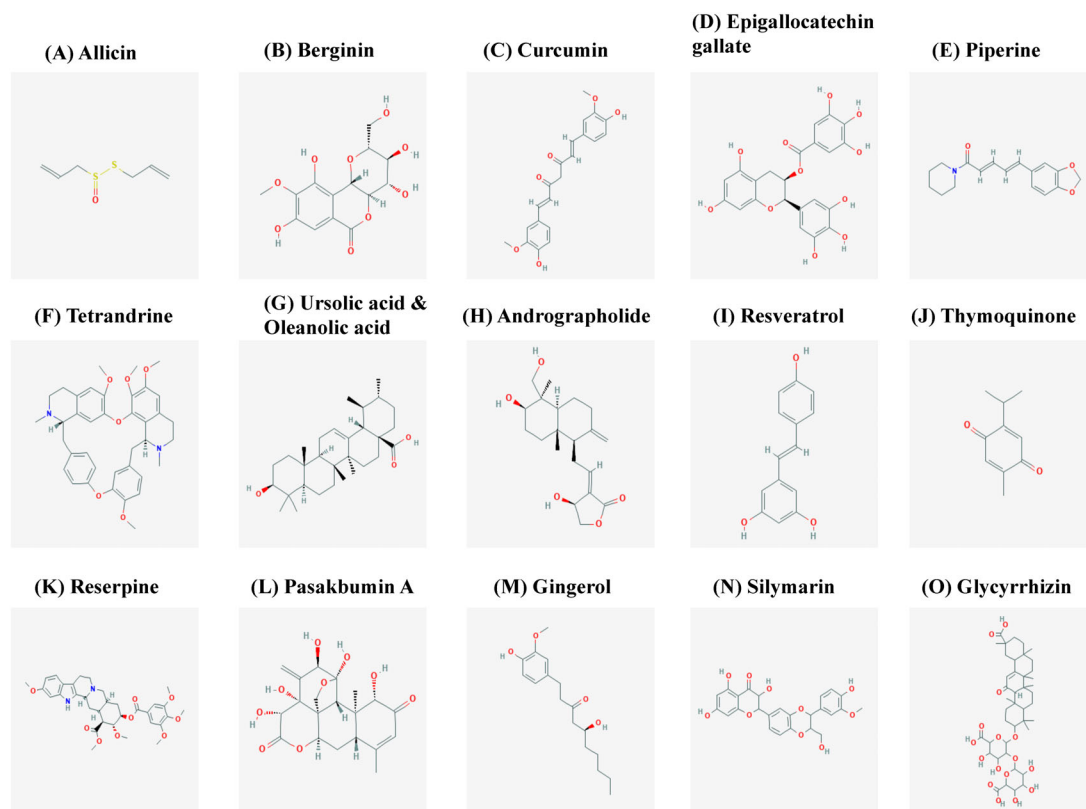 (A) Allicin
(B) Berginin
(C) Curcumin
(D) Epigallocatechin
gallate
(E) Piperine
(F) Tetrandrine
(G) Ursolic acid &
Oleanolic acid
(H) Andrographolide
(I) Resveratrol
(J) Thymoquinone
(K) Reserpine
(L) Pasakbumin A
(M) Gingerol
(N) Silymarin
(O) Glycyrrhizin